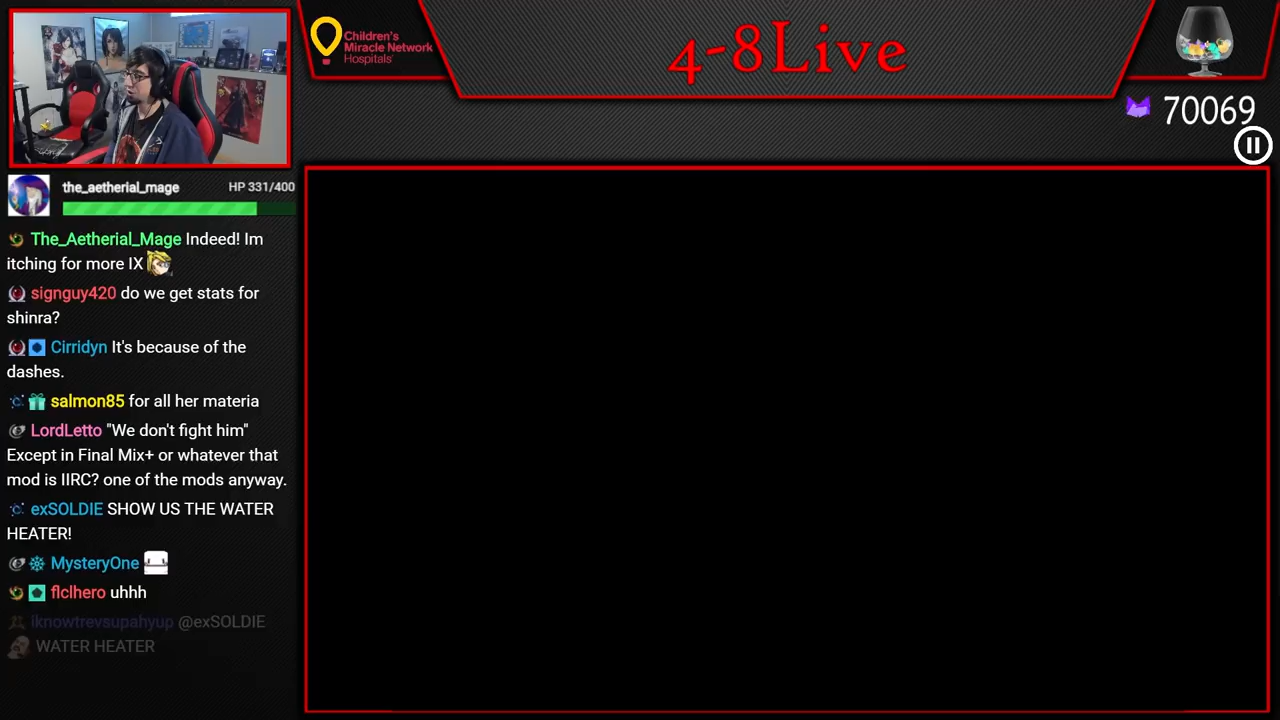 Children's
Miracle Network
Hospitals
4-8Live
70069
the_aetherial_mage HP 331/400
The_Aetherial_Mage Indeed! Im
itching for more IX
signguy420 do we get stats for
shinra?
Cirridyn It's because of the
dashes.
salmon85 for all her materia
LordLetto "We don't fight him"
Except in Final Mix+ or whatever that
mod is IIRC? one of the mods anyway.
exSOLDIE SHOW US THE WATER
HEATER!
MysteryOne
flclhero uhhh
iknowtrevsupahyup @exSOLDIE
WATER HEATER